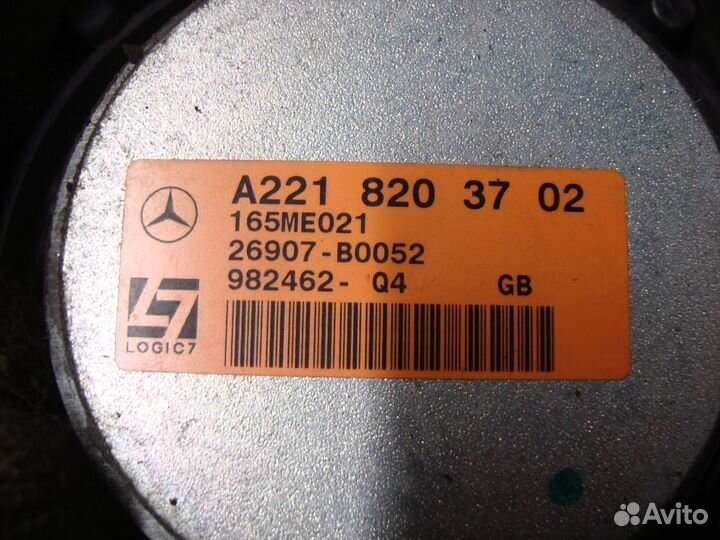 A221 820 37 02
165ME021
26907-B0052
982462- Q4 GB
LOGIC7
Avito